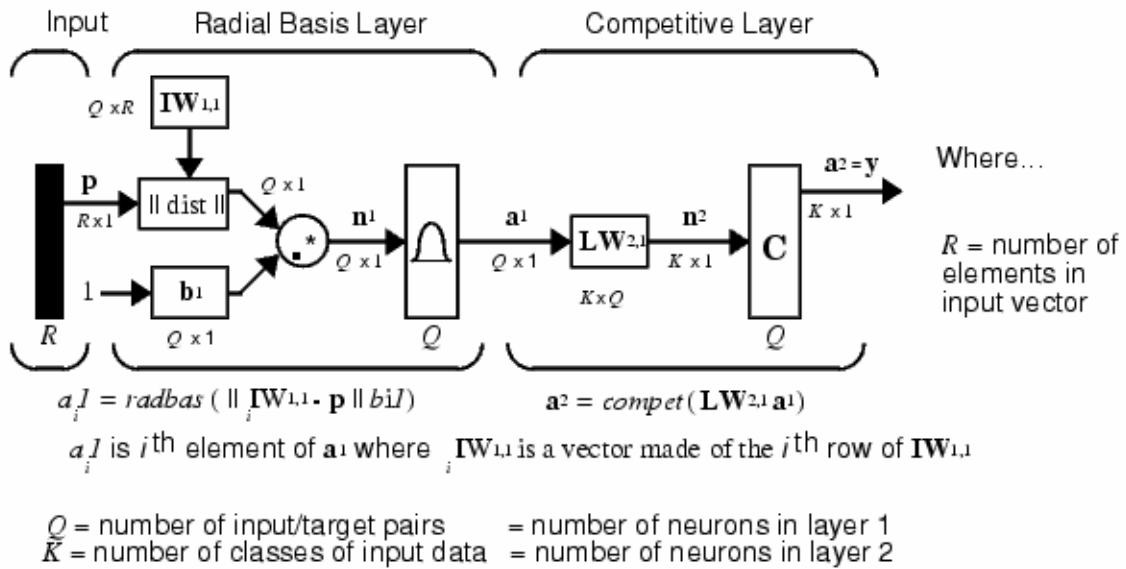 Input Radial Basis Layer Competitive Layer
Q x R IW1,1
p || dist || Q x 1 n1 a1 LW2,1 n2 C a2 = y Where...
R x 1 .* Q x 1 Q x 1 K x 1 K x 1
1 b1 K x Q R = number of
elements in
input vector
R Q x 1 Q Q
ai1 = radbas ( || iIW1,1 - p || bi1) a2 = compet( LW2,1 a1)
ai1 is i th element of a1 where iIW1,1 is a vector made of the i th row of IW1,1
Q = number of input/target pairs = number of neurons in layer 1
K = number of classes of input data = number of neurons in layer 2